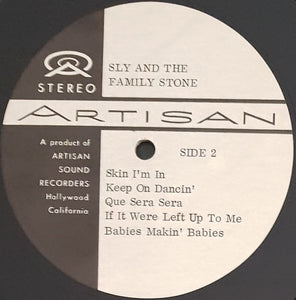 STEREO
SLY AND THE
FAMILY STONE
ARTISAN
A product of
ARTISAN
SOUND
RECORDERS
Hollywood
California
SIDE 2
Skin I'm In
Keep On Dancin'
Que Sera Sera
If It Were Left Up To Me
Babies Makin' Babies